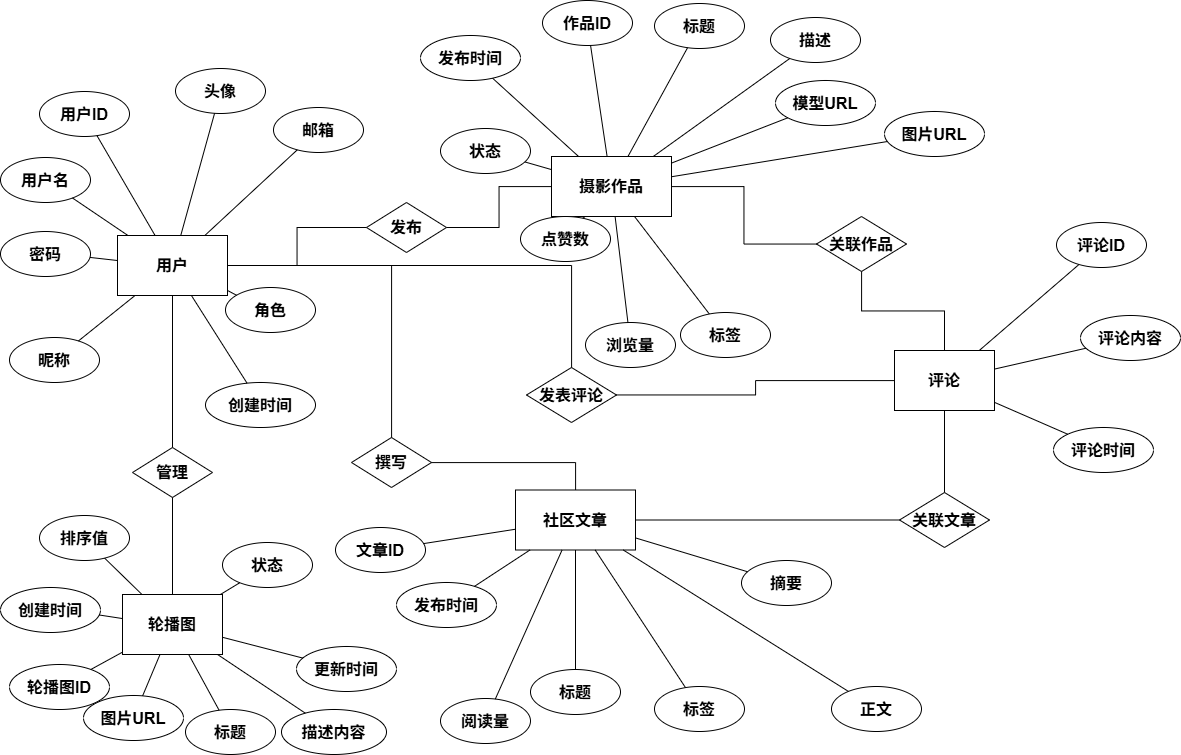 作品ID
标题
描述
发布时间
头像
模型URL
用户ID
邮箱
图片URL
状态
用户名
摄影作品
发布
点赞数
关联作品
评论ID
密码
用户
角色
浏览量
标签
评论内容
昵称
评论
创建时间
发表评论
评论时间
管理
撰写
社区文章
关联文章
排序值
文章ID
状态
摘要
创建时间
发布时间
轮播图
更新时间
轮播图ID
标题
标签
正文
图片URL
阅读量
标题
描述内容